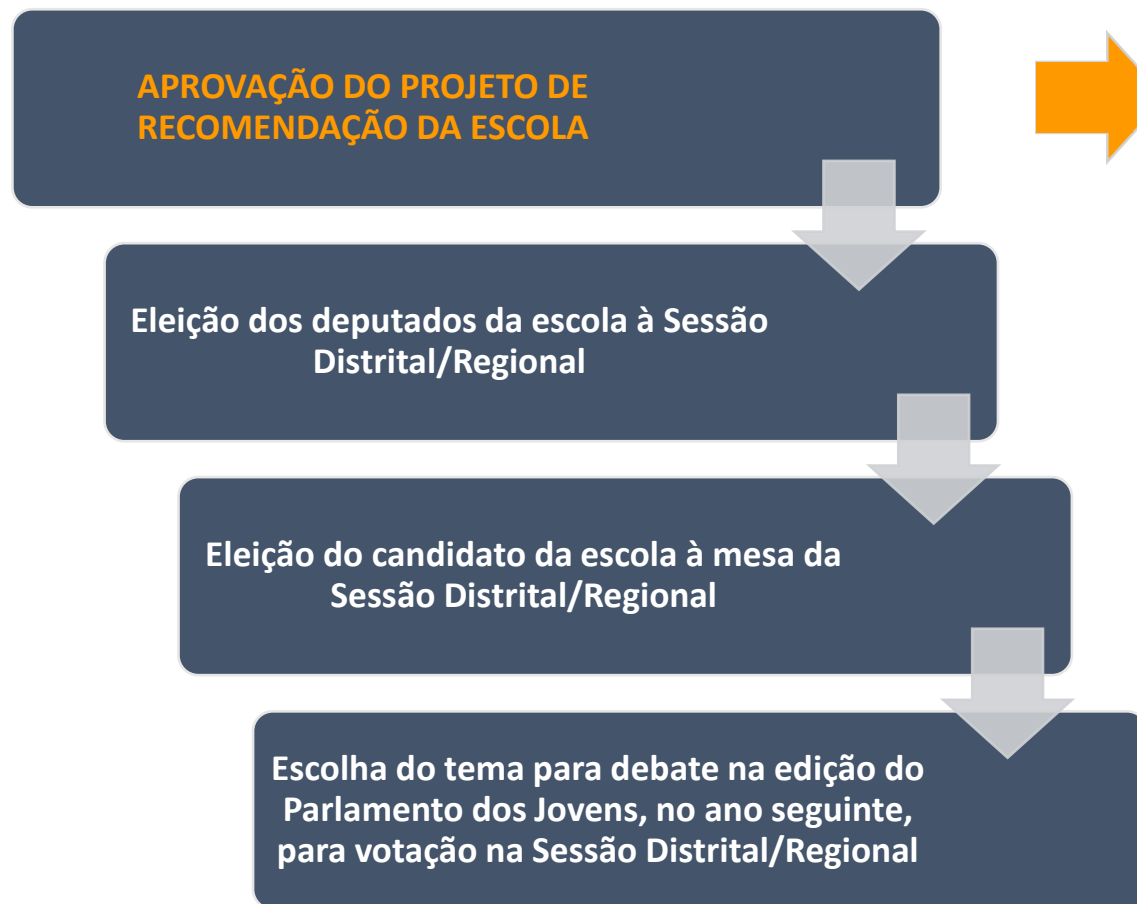 APROVAÇÃO DO PROJETO DE
RECOMENDAÇÃO DA ESCOLA
Eleição dos deputados da escola à Sessão
Distrital/Regional
Eleição do candidato da escola à mesa da
Sessão Distrital/Regional
Escolha do tema para debate na edição do
Parlamento dos Jovens, no ano seguinte,
para votação na Sessão Distrital/Regional